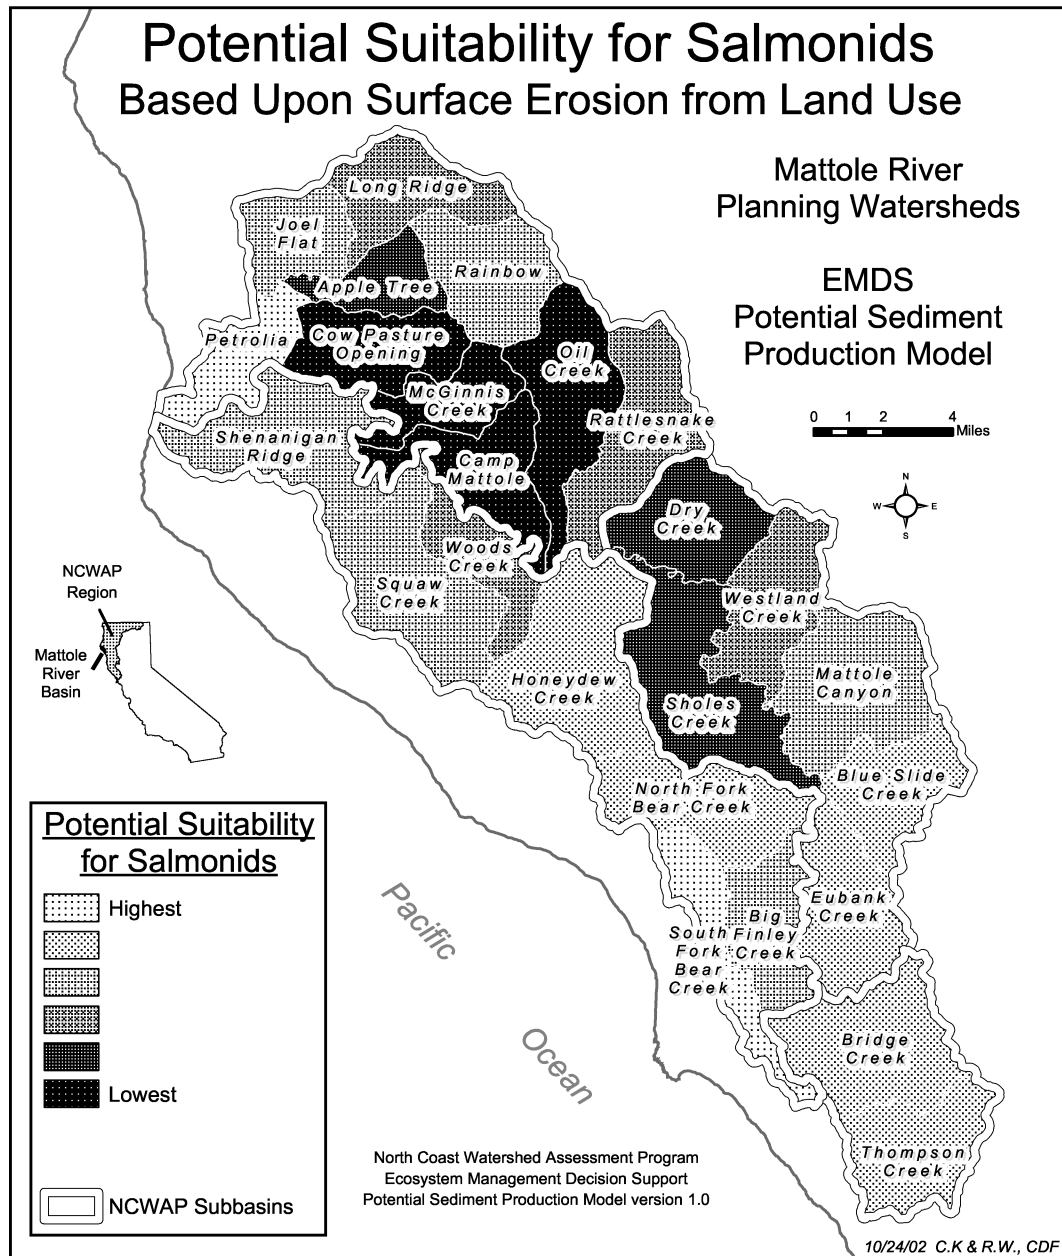 Potential Suitability for Salmonids
Based Upon Surface Erosion from Land Use
Mattole River
Planning Watersheds
EMDS
Potential Sediment
Production Model
0 1 2 4
Miles
N
W E
S
Long Ridge
Joel
Flat
Rainbow
Apple Tree
Petrolia
Cow Pasture
Opening
Oil
Creek
McGinnis
Creek
Rattlesnake
Creek
Shenanigan
Ridge
Camp
Mattole
Dry
Creek
Woods
Creek
Squaw
Creek
Westland
Creek
Honeydew
Creek
Mattole
Canyon
Sholes
Creek
North Fork
Bear Creek
Blue Slide
Creek
Eubank
Creek
Big
Finley
Creek
South
Fork
Bear
Creek
Bridge
Creek
Thompson
Creek
NCWAP
Region
Mattole
River
Basin
Pacific
Ocean
Potential Suitability
for Salmonids
Highest
Lowest
NCWAP Subbasins
North Coast Watershed Assessment Program
Ecosystem Management Decision Support
Potential Sediment Production Model version 1.0
10/24/02 C.K & R.W., CDF